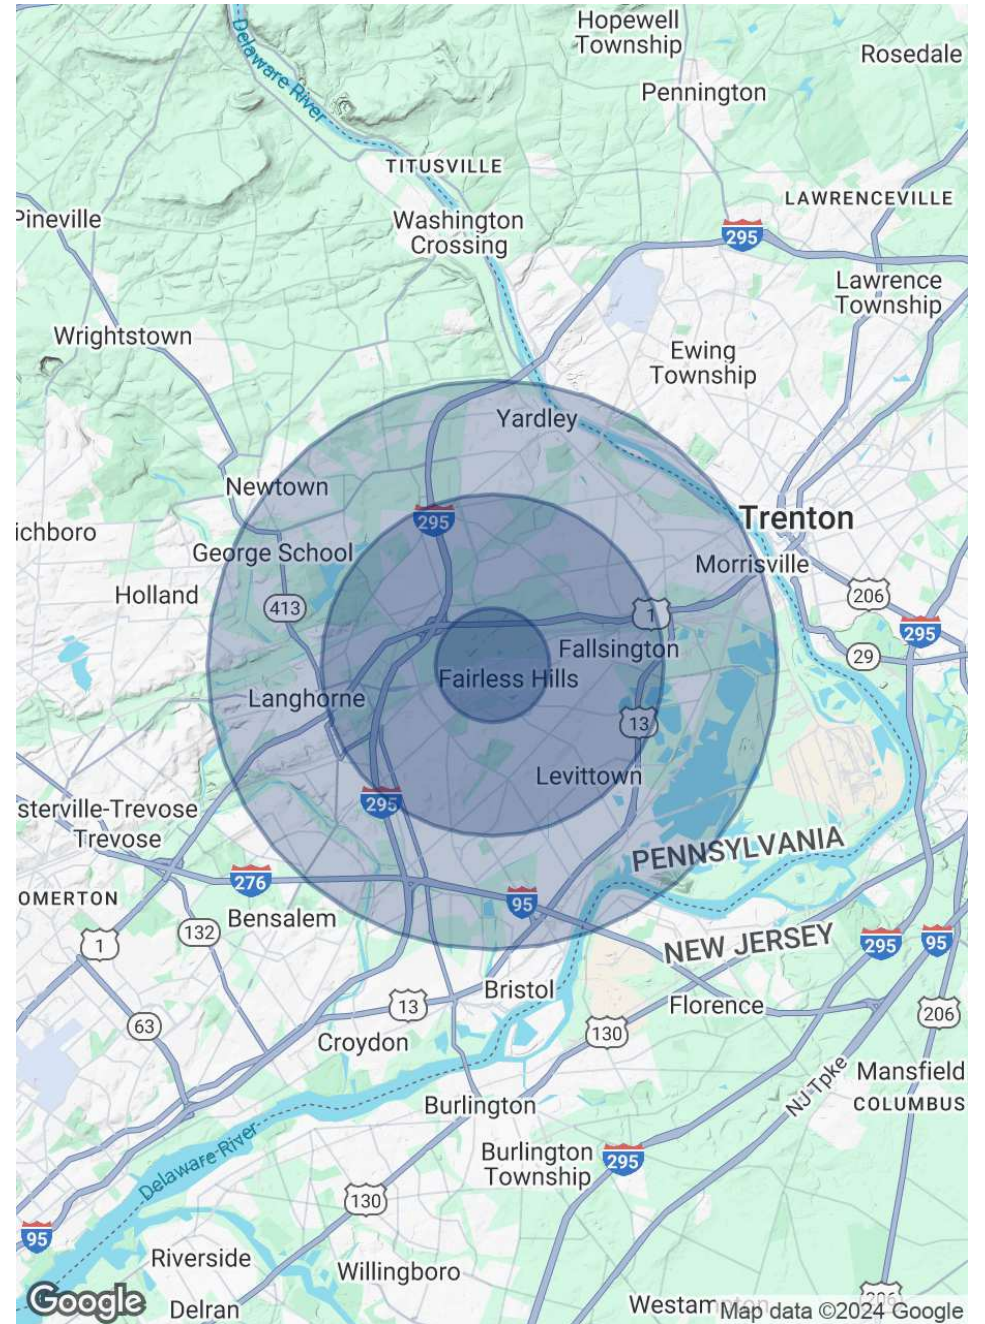 Hopewell
Township
Rosedale
Delaware River
Pennington
TITUSVILLE
LAWRENCEVILLE
Pineville
Washington
Crossing
295
Lawrence
Township
Wrightstown
Ewing
Township
Yardley
Newtown
295
Trenton
ichboro
George School
Morrisville
Holland
413
1
206
295
Fallsington
29
Fairless Hills
Langhorne
13
Levittown
295
sterville-Trevose
Trevose
PENNSYLVANIA
276
95
OMERTON
Bensalem
132
1
NEW JERSEY
295
95
Bristol
13
Florence
206
63
130
Croydon
Mansfield
NJ Tpke
COLUMBUS
Burlington
Burlington
Township
295
Delaware River
130
95
Riverside
Willingboro
206
Google
Delran
Westampton
Map data ©2024 Google